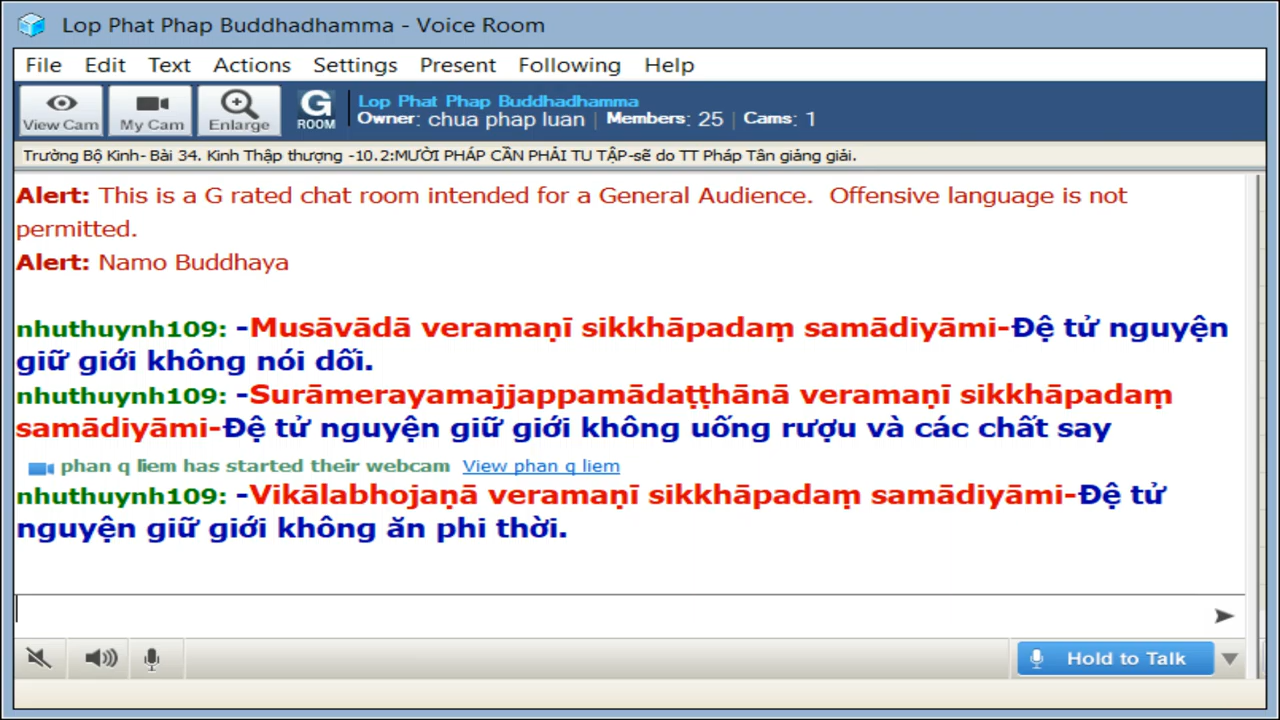 Lop Phat Phap Buddhadhamma - Voice Room
File Edit Text Actions Settings Present Following Help
View Cam My Cam Enlarge G ROOM
Lop Phat Phap Buddhadhamma
Owner: chua phap luan | Members: 25 | Cams: 1
Trường Bộ Kinh- Bài 34. Kinh Thập thượng -10.2:MƯỜI PHÁP CẦN PHẢI TU TẬP-sẽ do TT Pháp Tân giảng giải.
Alert: This is a G rated chat room intended for a General Audience. Offensive language is not
permitted.
Alert: Namo Buddhaya
nhuthuynh109: -Musāvādā veramaṇī sikkhāpadaṃ samādiyāmi-Đệ tử nguyện
giữ giới không nói dối.
nhuthuynh109: -Surāmerayamajjappamādaṭṭhānā veramaṇī sikkhāpadaṃ
samādiyāmi-Đệ tử nguyện giữ giới không uống rượu và các chất say
phan q liem has started their webcam View phan q liem
nhuthuynh109: -Vikālabhojaṇā veramaṇī sikkhāpadaṃ samādiyāmi-Đệ tử
nguyện giữ giới không ăn phi thời.
Hold to Talk